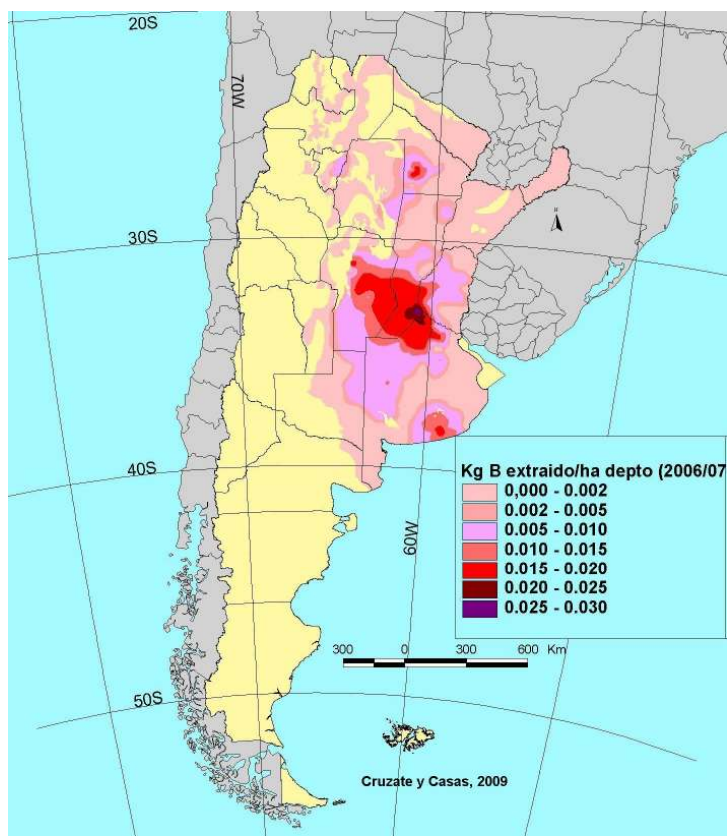 20S
70W
30S
40S
60W
50S
Kg B extraido/ha depto (2006/07
0,000 - 0.002
0.002 - 0.005
0.005 - 0.010
0.010 - 0.015
0.015 - 0.020
0.020 - 0.025
0.025 - 0.030
300 0 300 600 Km
Cruzate y Casas, 2009